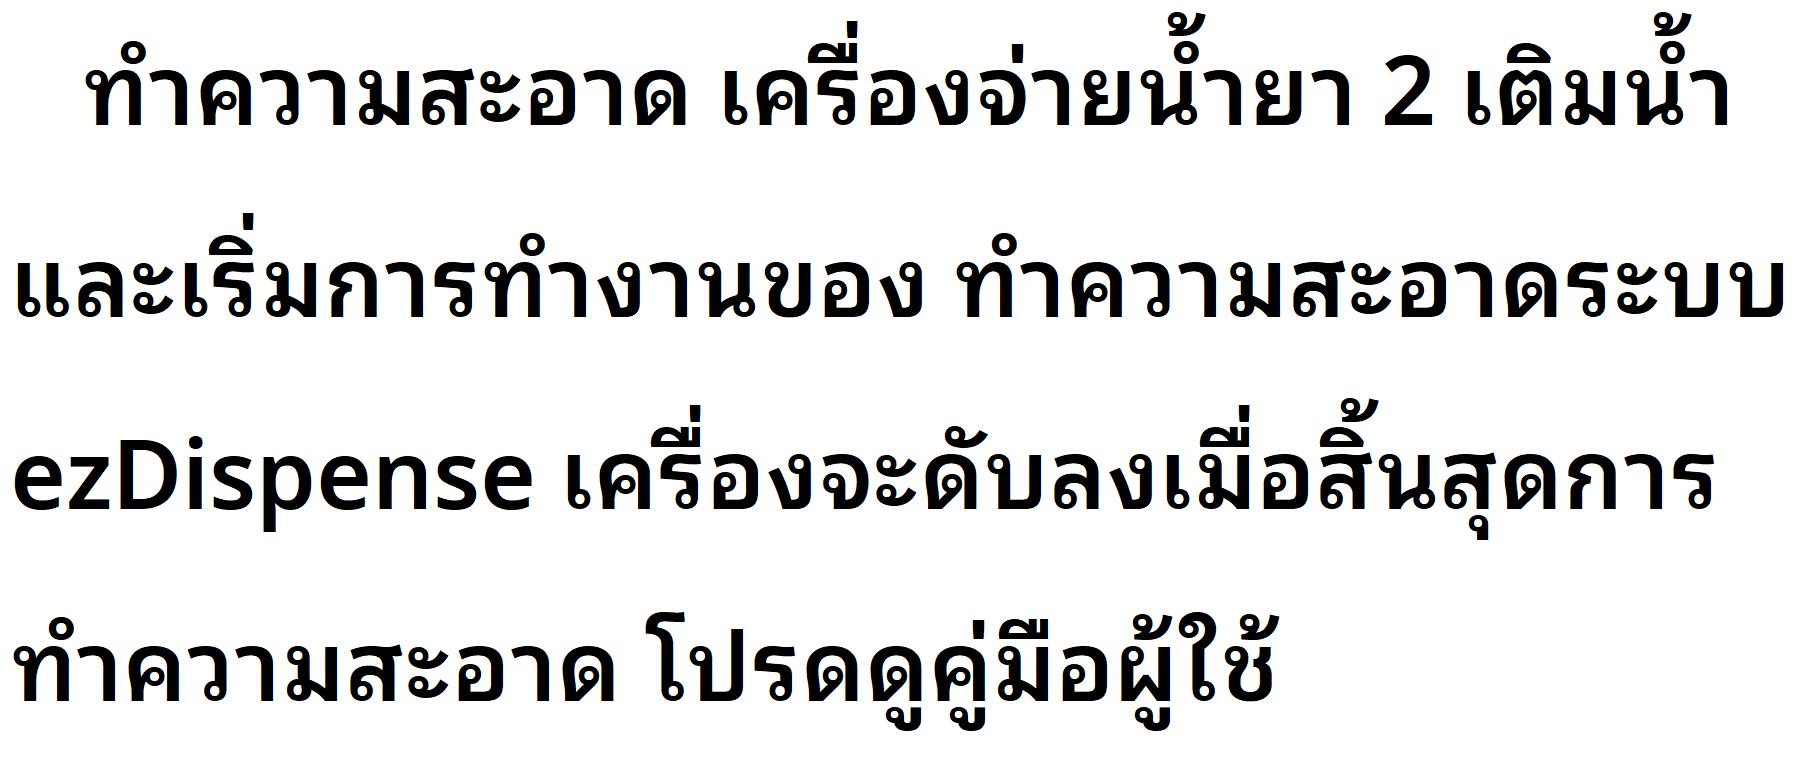 ทำความสะอาด เครื่องจ่ายน้ำยา 2 เติมน้ำ
และเริ่มการทำงานของ ทำความสะอาดระบบ
ezDispense เครื่องจะดับลงเมื่อสิ้นสุดการ
ทำความสะอาด โปรดดูคู่มือผู้ใช้